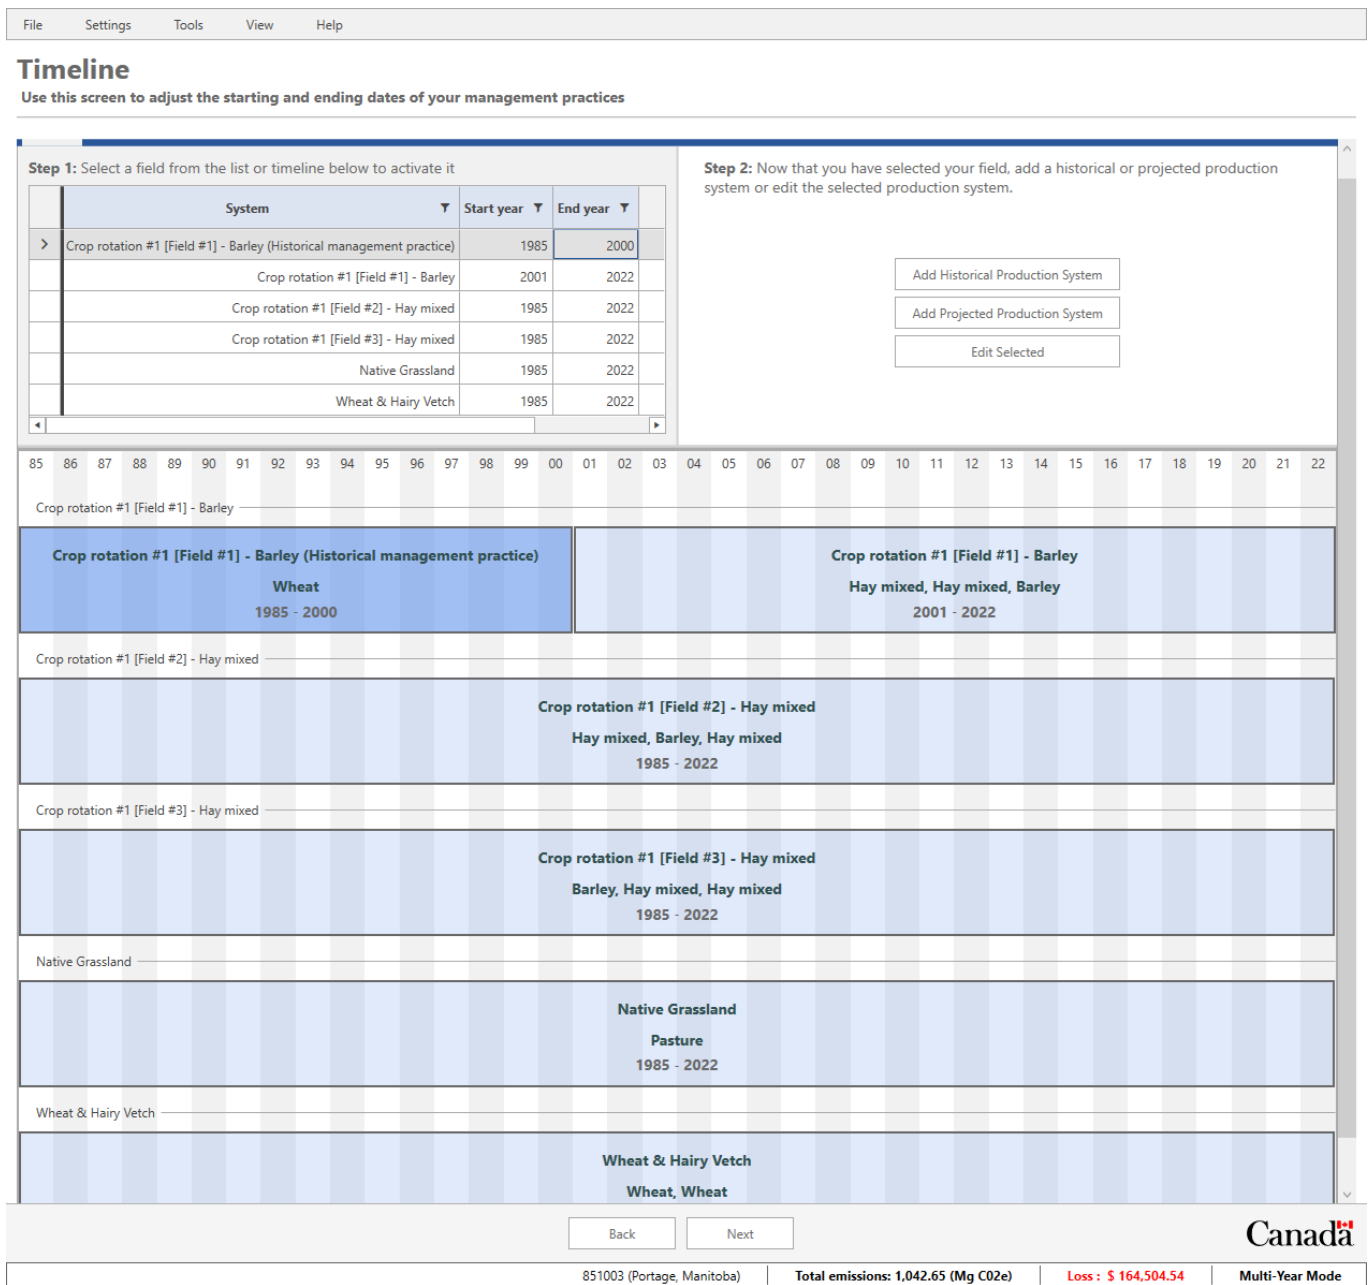 File Settings Tools View Help
Timeline
Use this screen to adjust the starting and ending dates of your management practices
Step 1: Select a field from the list or timeline below to activate it
System Start year End year
Crop rotation #1 [Field #1] - Barley (Historical management practice) 1985 2000
Crop rotation #1 [Field #1] - Barley 2001 2022
Crop rotation #1 [Field #2] - Hay mixed 1985 2022
Crop rotation #1 [Field #3] - Hay mixed 1985 2022
Native Grassland 1985 2022
Wheat & Hairy Vetch 1985 2022
Step 2: Now that you have selected your field, add a historical or projected production
system or edit the selected production system.
Add Historical Production System
Add Projected Production System
Edit Selected
85 86 87 88 89 90 91 92 93 94 95 96 97 98 99 00 01 02 03 04 05 06 07 08 09 10 11 12 13 14 15 16 17 18 19 20 21 22
Crop rotation #1 [Field #1] - Barley
Crop rotation #1 [Field #1] - Barley (Historical management practice)
Wheat
1985 - 2000
Crop rotation #1 [Field #1] - Barley
Hay mixed, Hay mixed, Barley
2001 - 2022
Crop rotation #1 [Field #2] - Hay mixed
Crop rotation #1 [Field #2] - Hay mixed
Hay mixed, Barley, Hay mixed
1985 - 2022
Crop rotation #1 [Field #3] - Hay mixed
Crop rotation #1 [Field #3] - Hay mixed
Barley, Hay mixed, Hay mixed
1985 - 2022
Native Grassland
Native Grassland
Pasture
1985 - 2022
Wheat & Hairy Vetch
Wheat & Hairy Vetch
Wheat, Wheat
Back Next
Canada
851003 (Portage, Manitoba) Total emissions: 1,042.65 (Mg C02e) Loss : $ 164,504.54 Multi-Year Mode